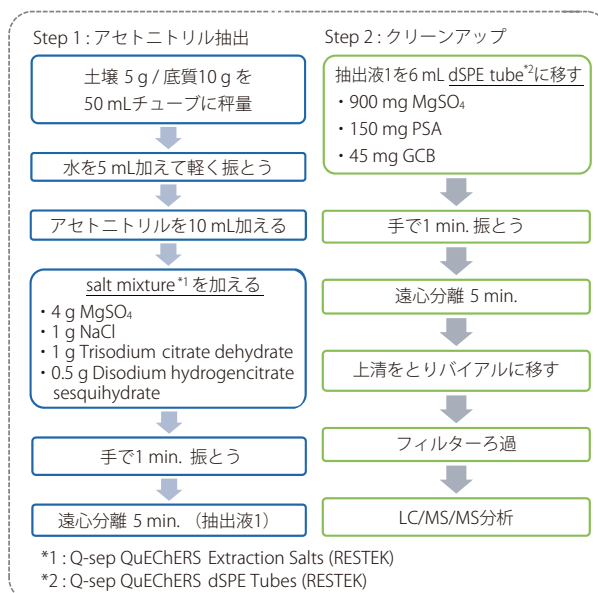 Step 1 : アセトニトリル抽出
土壌 5 g / 底質10 g を
50 mLチューブに秤量
水を5 mL加えて軽く振とう
アセトニトリルを10 mL加える
salt mixture*1 を加える
・4 g MgSO₄
・1 g NaCl
・1 g Trisodium citrate dehydrate
・0.5 g Disodium hydrogencitrate
sesquihydrate
手で1 min. 振とう
遠心分離 5 min. （抽出液1）
Step 2 : クリーンアップ
抽出液1を6 mL dSPE tube*2に移す
・900 mg MgSO₄
・150 mg PSA
・45 mg GCB
手で1 min. 振とう
遠心分離 5 min.
上清をとりバイアルに移す
フィルターろ過
LC/MS/MS分析
*1 : Q-sep QuEChERS Extraction Salts (RESTEK)
*2 : Q-sep QuEChERS dSPE Tubes (RESTEK)